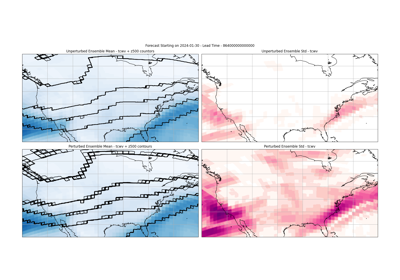 Forecast Starting on 2024-01-30 - Lead Time : 86400000000000
Unperturbed Ensemble Mean - tcwv + z500 contours
Unperturbed Ensemble Std - tcwv
Perturbed Ensemble Mean - tcwv + z500 contours
Perturbed Ensemble Std - tcwv